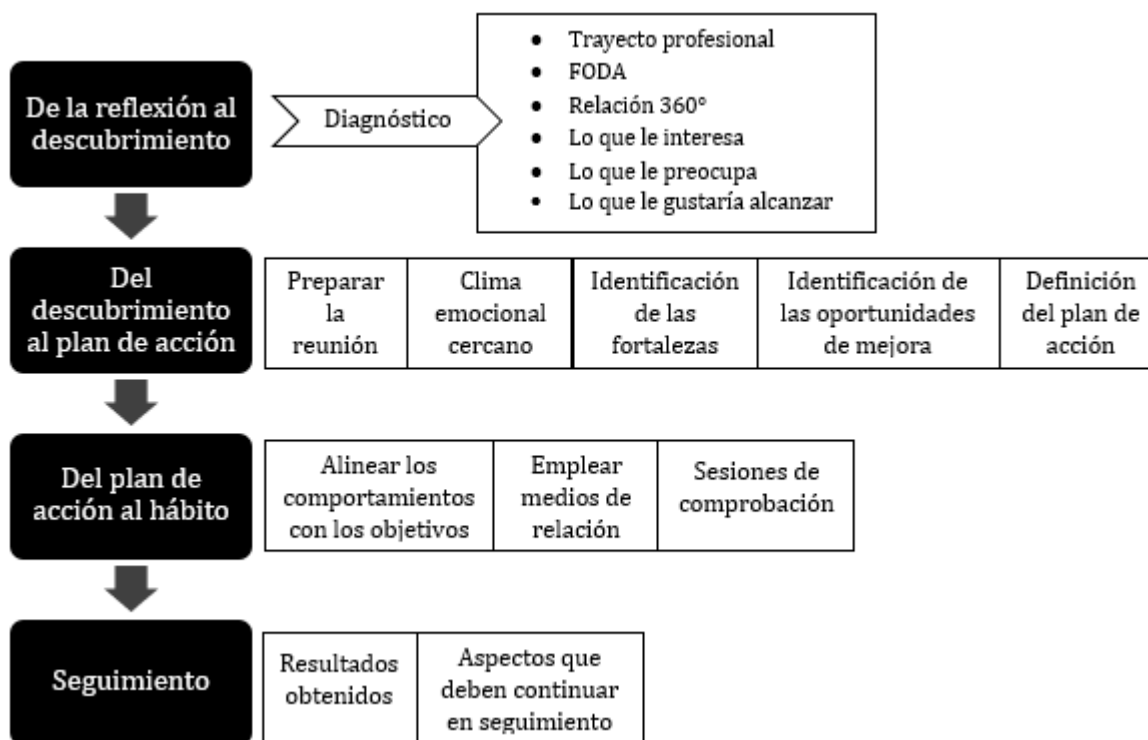 De la reflexión al
descubrimiento
Diagnóstico
● Trayecto profesional
● FODA
● Relación 360°
● Lo que le interesa
● Lo que le preocupa
● Lo que le gustaría alcanzar
Del
descubrimiento
al plan de acción
Preparar
la
reunión
Clima
emocional
cercano
Identificación
de las
fortalezas
Identificación de
las oportunidades
de mejora
Definición
del plan de
acción
Del plan de
acción al hábito
Alinear los
comportamientos
con los objetivos
Emplear
medios de
relación
Sesiones de
comprobación
Seguimiento
Resultados
obtenidos
Aspectos que
deben continuar
en seguimiento